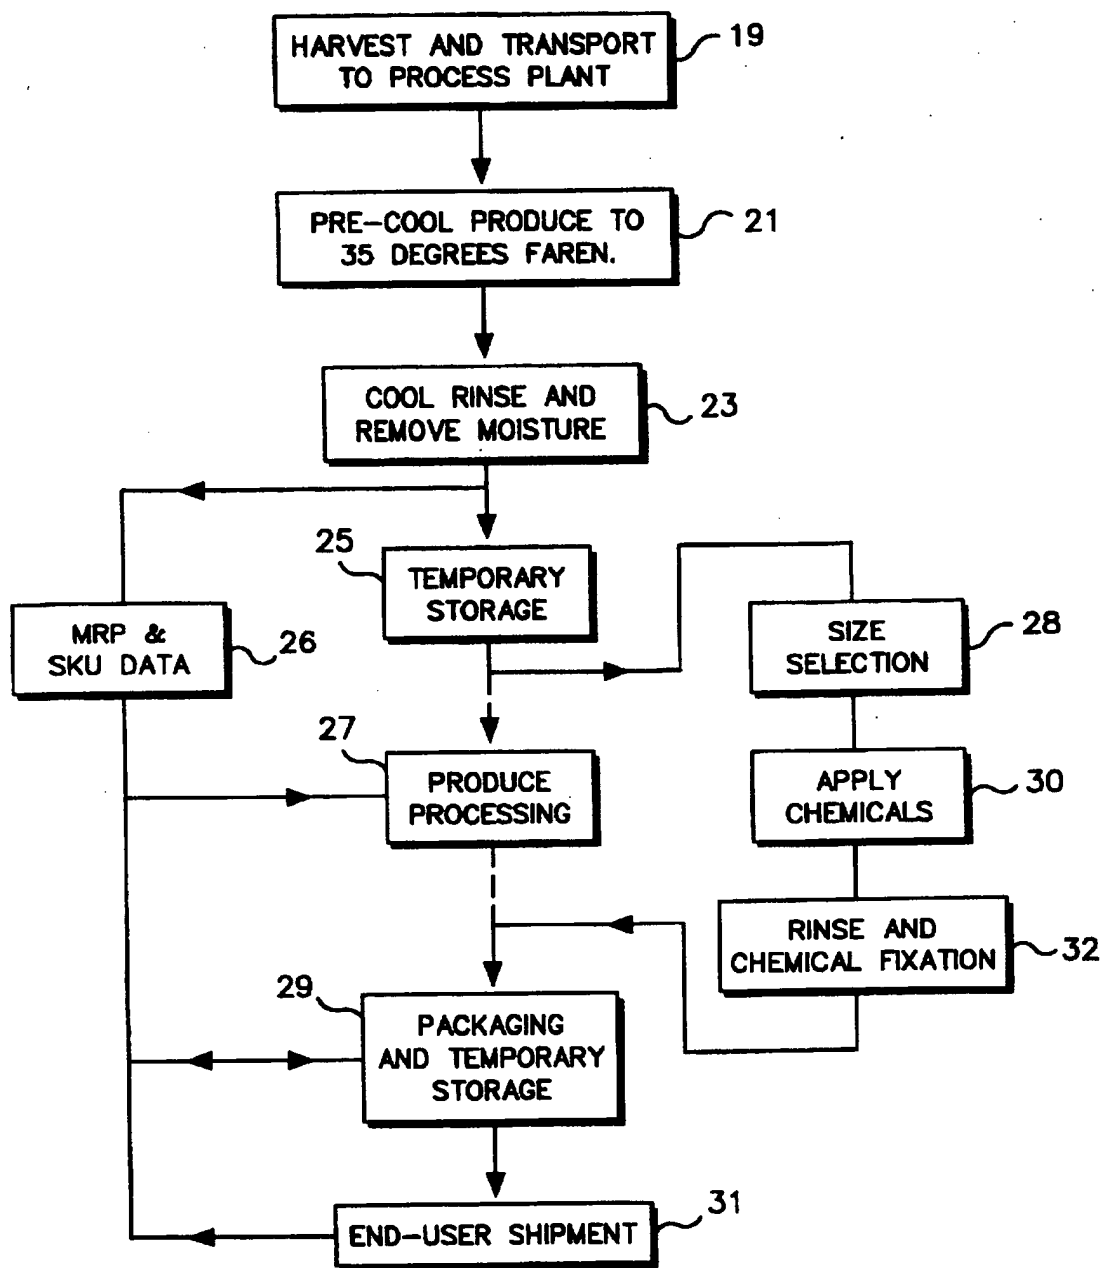 HARVEST AND TRANSPORT
TO PROCESS PLANT
19
PRE-COOL PRODUCE TO
35 DEGREES FAREN.
21
COOL RINSE AND
REMOVE MOISTURE
23
25
TEMPORARY
STORAGE
MRP &
SKU DATA
26
SIZE
SELECTION
28
27
PRODUCE
PROCESSING
APPLY
CHEMICALS
30
RINSE AND
CHEMICAL FIXATION
32
29
PACKAGING
AND TEMPORARY
STORAGE
END-USER SHIPMENT
31